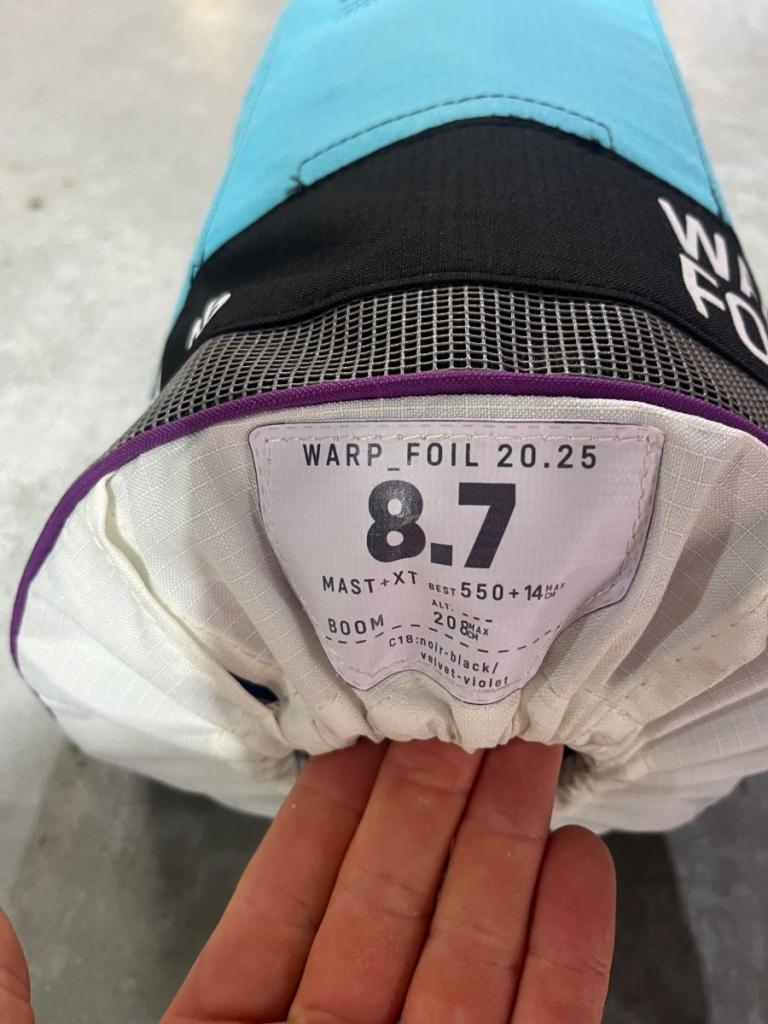 WARP_FOIL 20.25
8.7
MAST+XT BEST 550+14 MAX CM
ALT. ---
BOOM 208 MAX CM
C18:noir-black/
velvet-violet